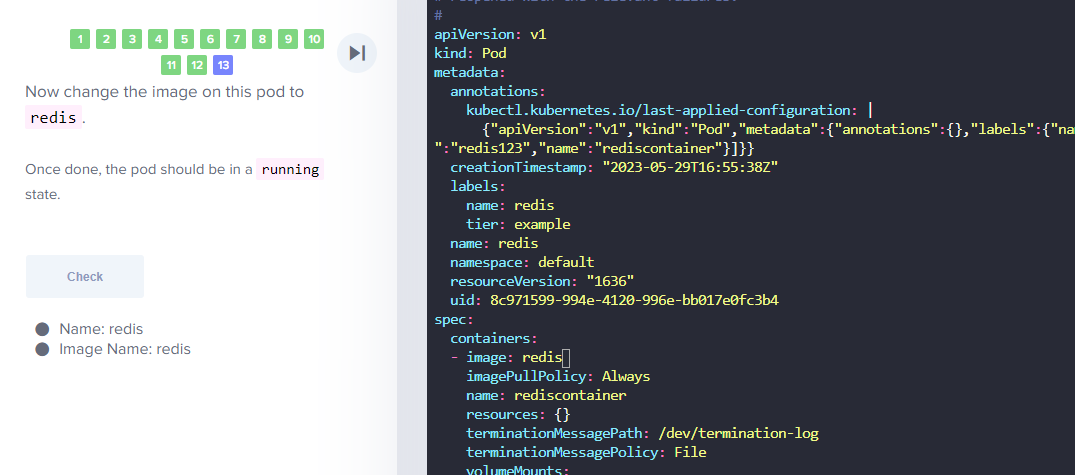 1 2 3 4 5 6 7 8 9 10
11 12 13
Now change the image on this pod to
redis.
Once done, the pod should be in a running
state.
Check
Name: redis
Image Name: redis
# reopened with the relevant failures.
#
apiVersion: v1
kind: Pod
metadata:
  annotations:
    kubectl.kubernetes.io/last-applied-configuration: |
      {"apiVersion":"v1","kind":"Pod","metadata":{"annotations":{},"labels":{"na
":"redis123","name":"rediscontainer"}]}}
  creationTimestamp: "2023-05-29T16:55:38Z"
  labels:
    name: redis
    tier: example
  name: redis
  namespace: default
  resourceVersion: "1636"
  uid: 8c971599-994e-4120-996e-bb017e0fc3b4
spec:
  containers:
  - image: redis
    imagePullPolicy: Always
    name: rediscontainer
    resources: {}
    terminationMessagePath: /dev/termination-log
    terminationMessagePolicy: File
    volumeMounts: